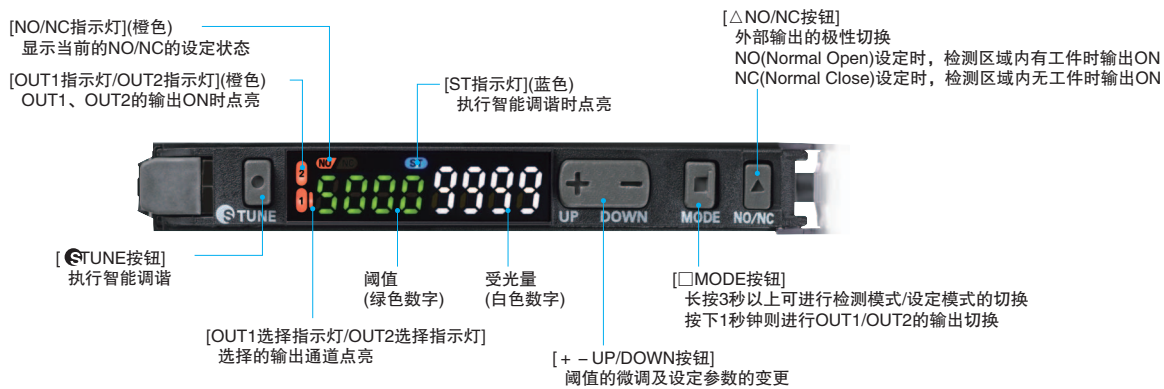 [NO/NC指示灯](橙色)
显示当前的NO/NC的设定状态
[OUT1指示灯/OUT2指示灯](橙色)
OUT1、OUT2的输出ON时点亮
[ST指示灯](蓝色)
执行智能调谐时点亮
[△NO/NC按钮]
外部输出的极性切换
NO(Normal Open)设定时，检测区域内有工件时输出ON
NC(Normal Close)设定时，检测区域内无工件时输出ON
2
NO
ST
1
5000
9999
S TUNE
+ −
UP DOWN
MODE
NO/NC
[ S TUNE按钮]
执行智能调谐
阈值
(绿色数字)
受光量
(白色数字)
[OUT1选择指示灯/OUT2选择指示灯]
选择的输出通道点亮
[□MODE按钮]
长按3秒以上可进行检测模式/设定模式的切换
按下1秒钟则进行OUT1/OUT2的输出切换
[+ − UP/DOWN按钮]
阈值的微调及设定参数的变更